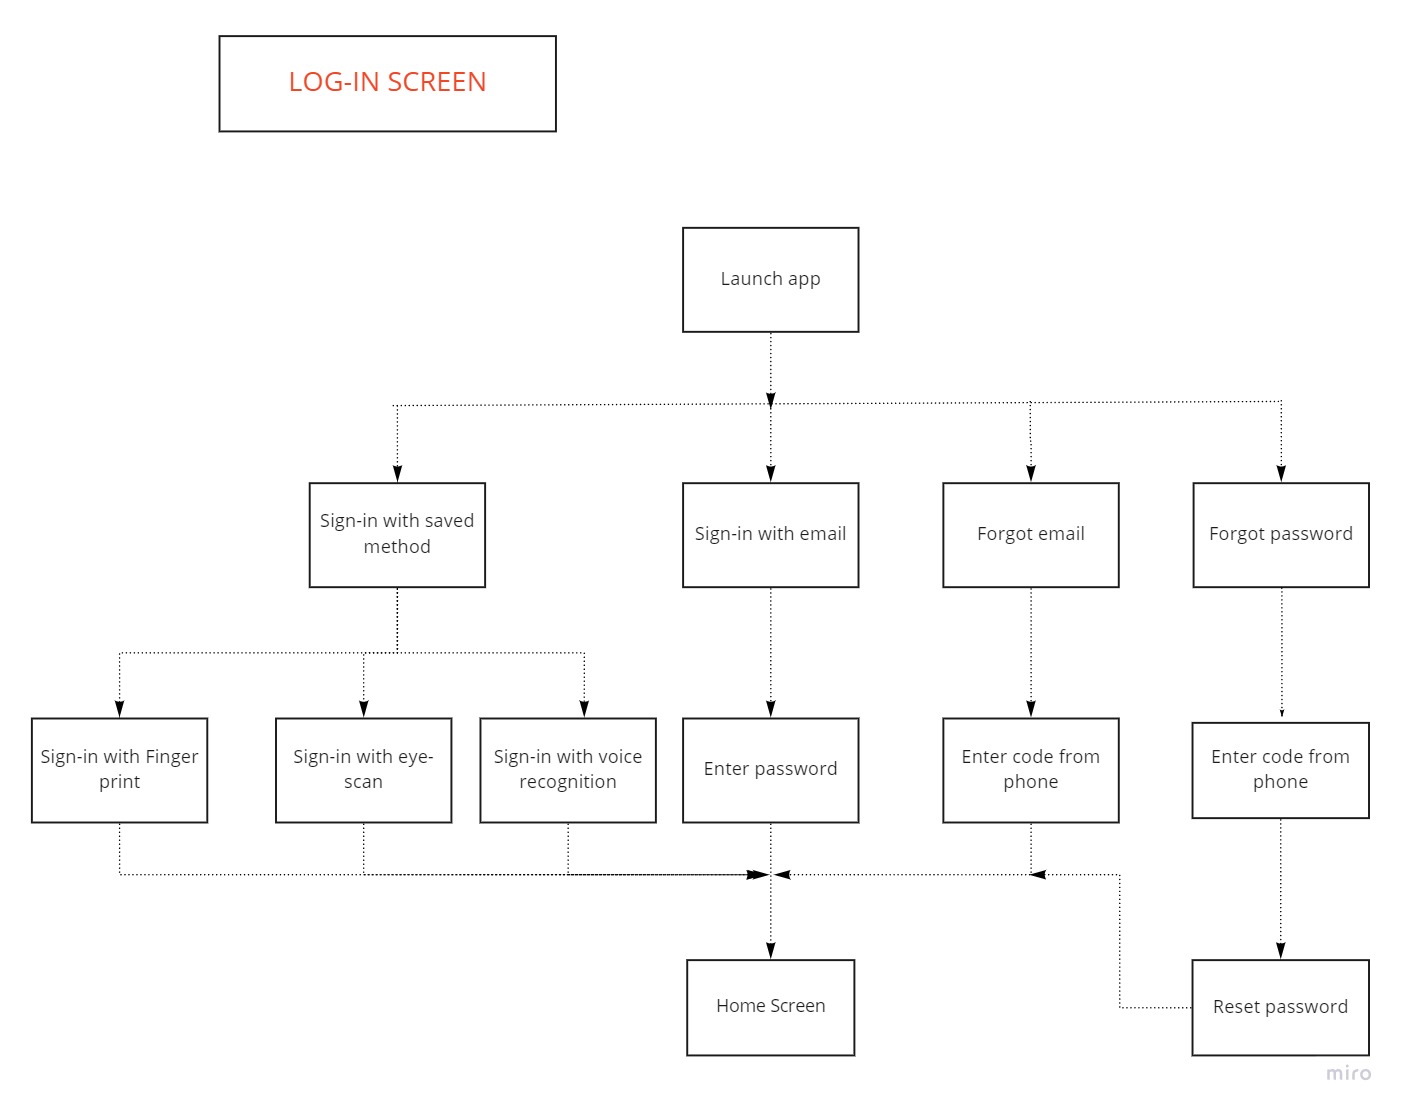 LOG-IN SCREEN
Launch app
Sign-in with saved
method
Sign-in with email
Forgot email
Forgot password
Sign-in with Finger
print
Sign-in with eye-
scan
Sign-in with voice
recognition
Enter password
Enter code from
phone
Enter code from
phone
Home Screen
Reset password
miro